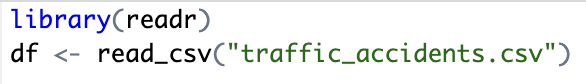 library(readr)
df <- read_csv("traffic_accidents.csv")